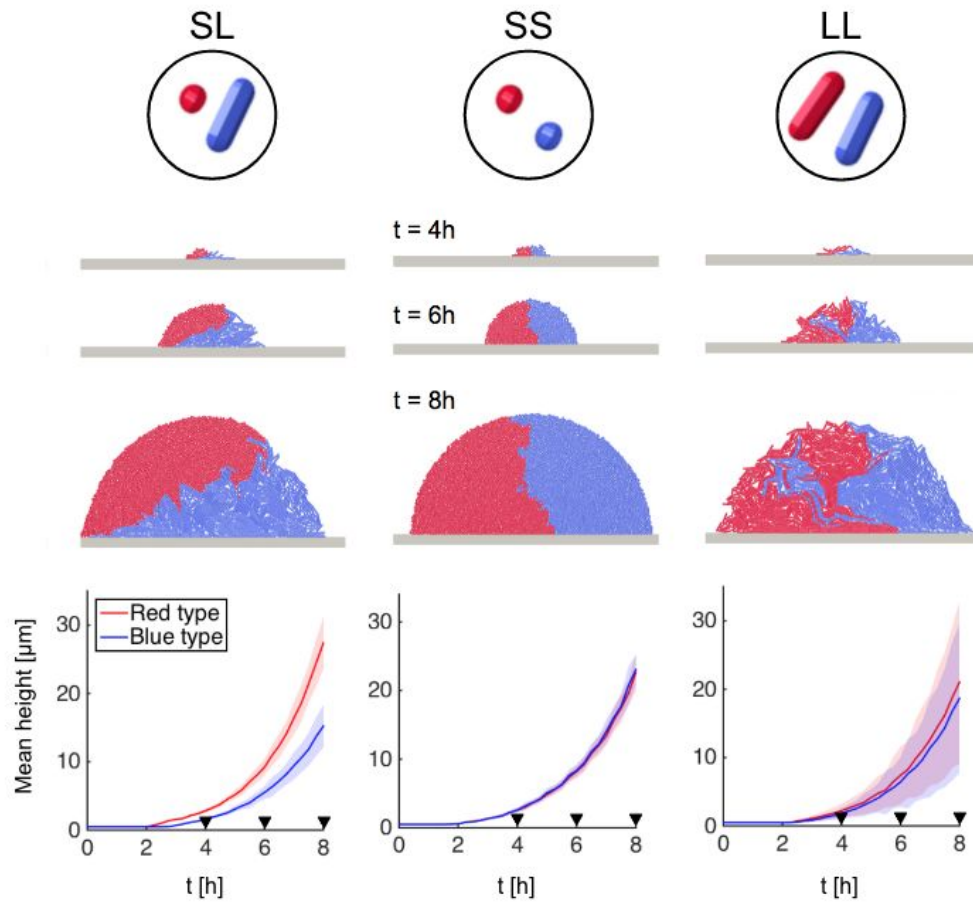 SL SS LL
t = 4h
t = 6h
t = 8h
Mean height [µm]
Red type
Blue type
30
20
10
0
0 2 4 6 8
t [h]
30
20
10
0
0 2 4 6 8
t [h]
30
20
10
0
0 2 4 6 8
t [h]